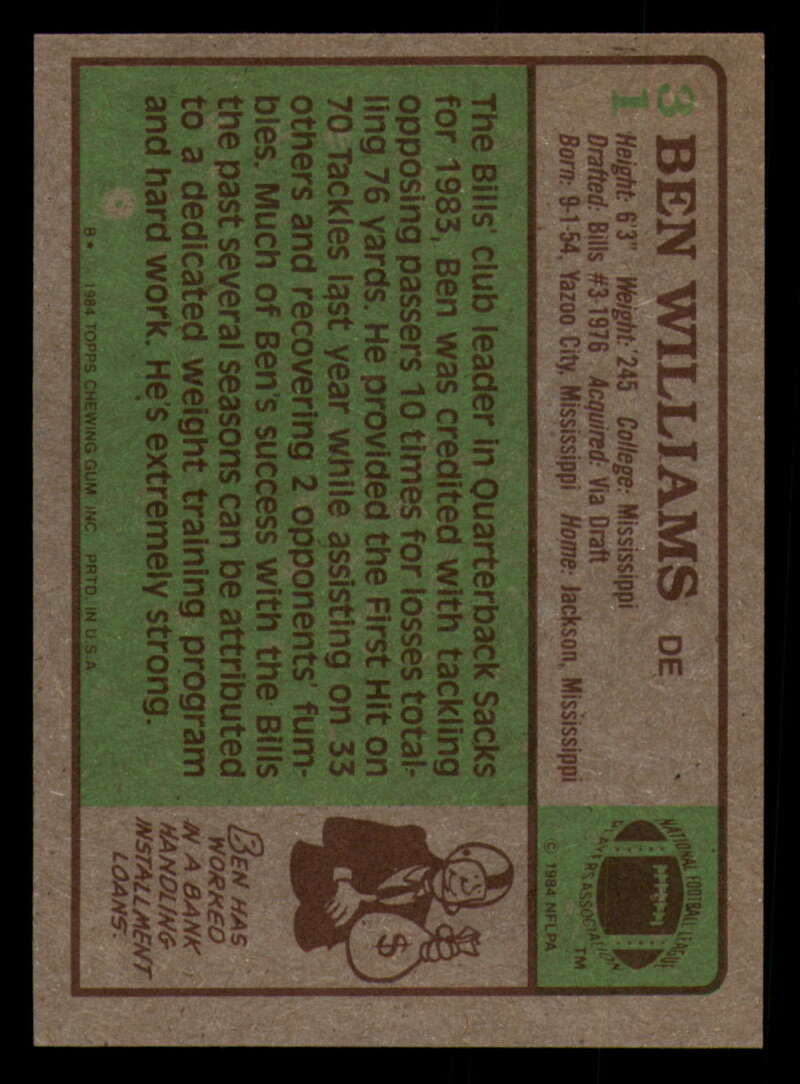 31
BEN WILLIAMS DE
Height: 6'3" Weight: 245 College: Mississippi
Drafted: Bills #3-1976 Acquired: Via Draft
Born: 9-1-54, Yazoo City, Mississippi Home: Jackson, Mississippi
NATIONAL FOOTBALL LEAGUE
PLAYERS ASSOCIATION
NFLPA
TM
© 1984 NFLPA
The Bills' club leader in Quarterback Sacks
for 1983, Ben was credited with tackling
opposing passers 10 times for losses total-
ling 76 yards. He provided the First Hit on
70 Tackles last year while assisting on 33
others and recovering 2 opponents' fum-
bles. Much of Ben's success with the Bills
the past several seasons can be attributed
to a dedicated weight training program
and hard work. He's extremely strong.
$
BEN HAS
WORKED
IN A BANK
HANDLING
INSTALLMENT
LOANS.
B* © 1984 TOPPS CHEWING GUM INC. PRTD. IN U.S.A.